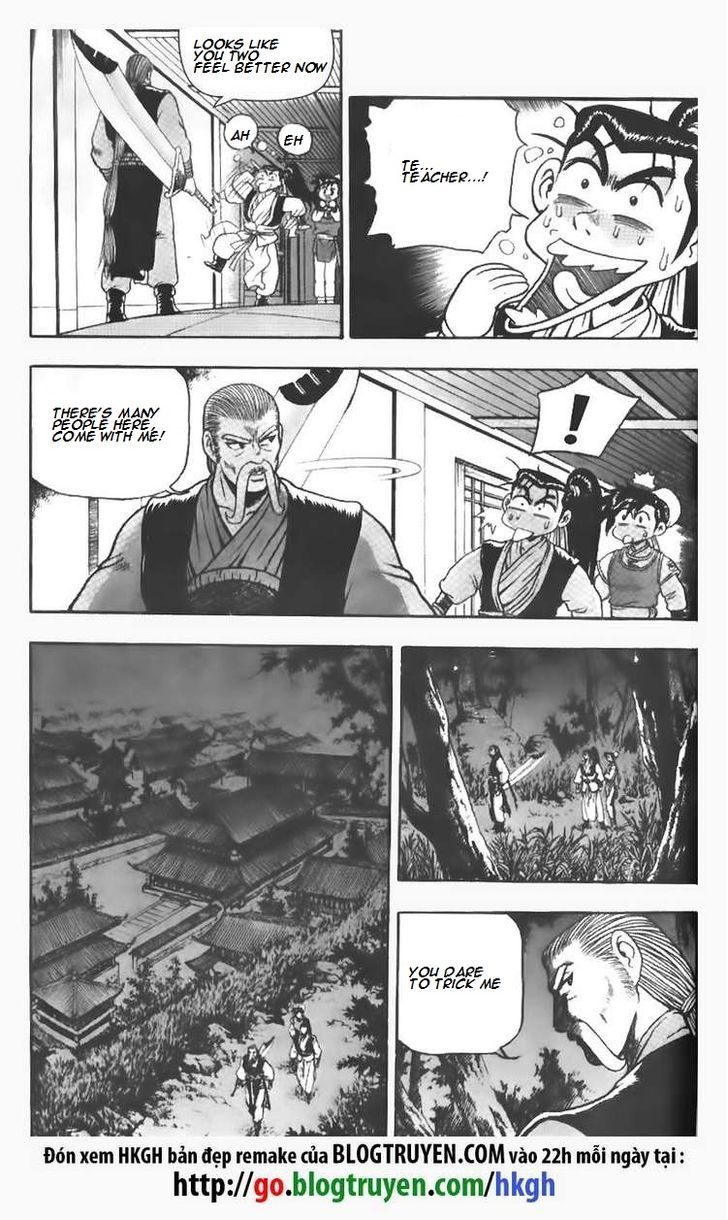 LOOKS LIKE
YOU TWO
FEEL BETTER NOW
AH
EH
TE...
TEACHER...!
THERE'S MANY
PEOPLE HERE,
COME WITH ME!
!
YOU DARE
TO TRICK ME
Đón xem HKGH bản đẹp remake của BLOGTRUYEN.COM vào 22h mỗi ngày tại :
http://go.blogtruyen.com/hkgh